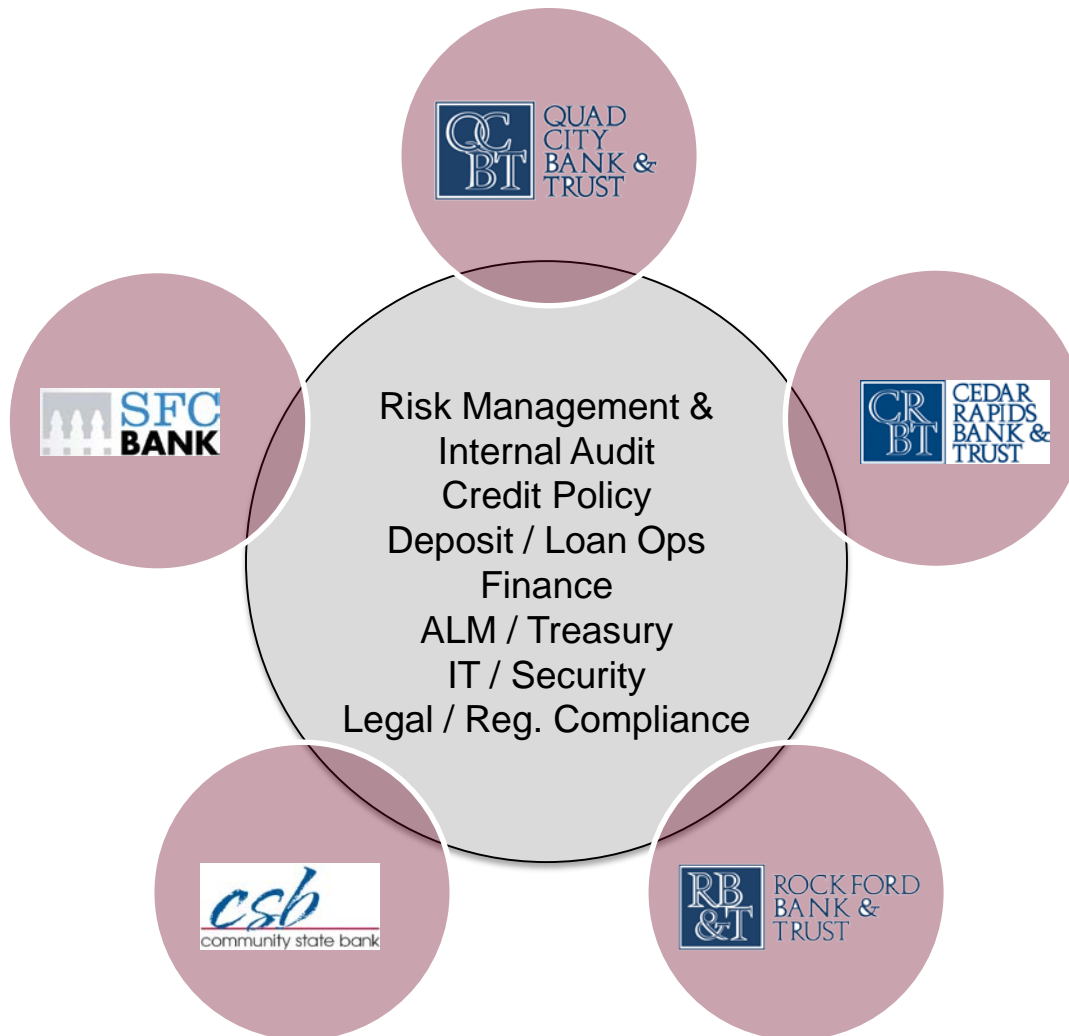 QC
BT
QUAD
CITY
BANK &
TRUST
SFC
BANK
CR
BT
CEDAR
RAPIDS
BANK &
TRUST
Risk Management &
Internal Audit
Credit Policy
Deposit / Loan Ops
Finance
ALM / Treasury
IT / Security
Legal / Reg. Compliance
csb
community state bank
RB
&T
ROCKFORD
BANK &
TRUST